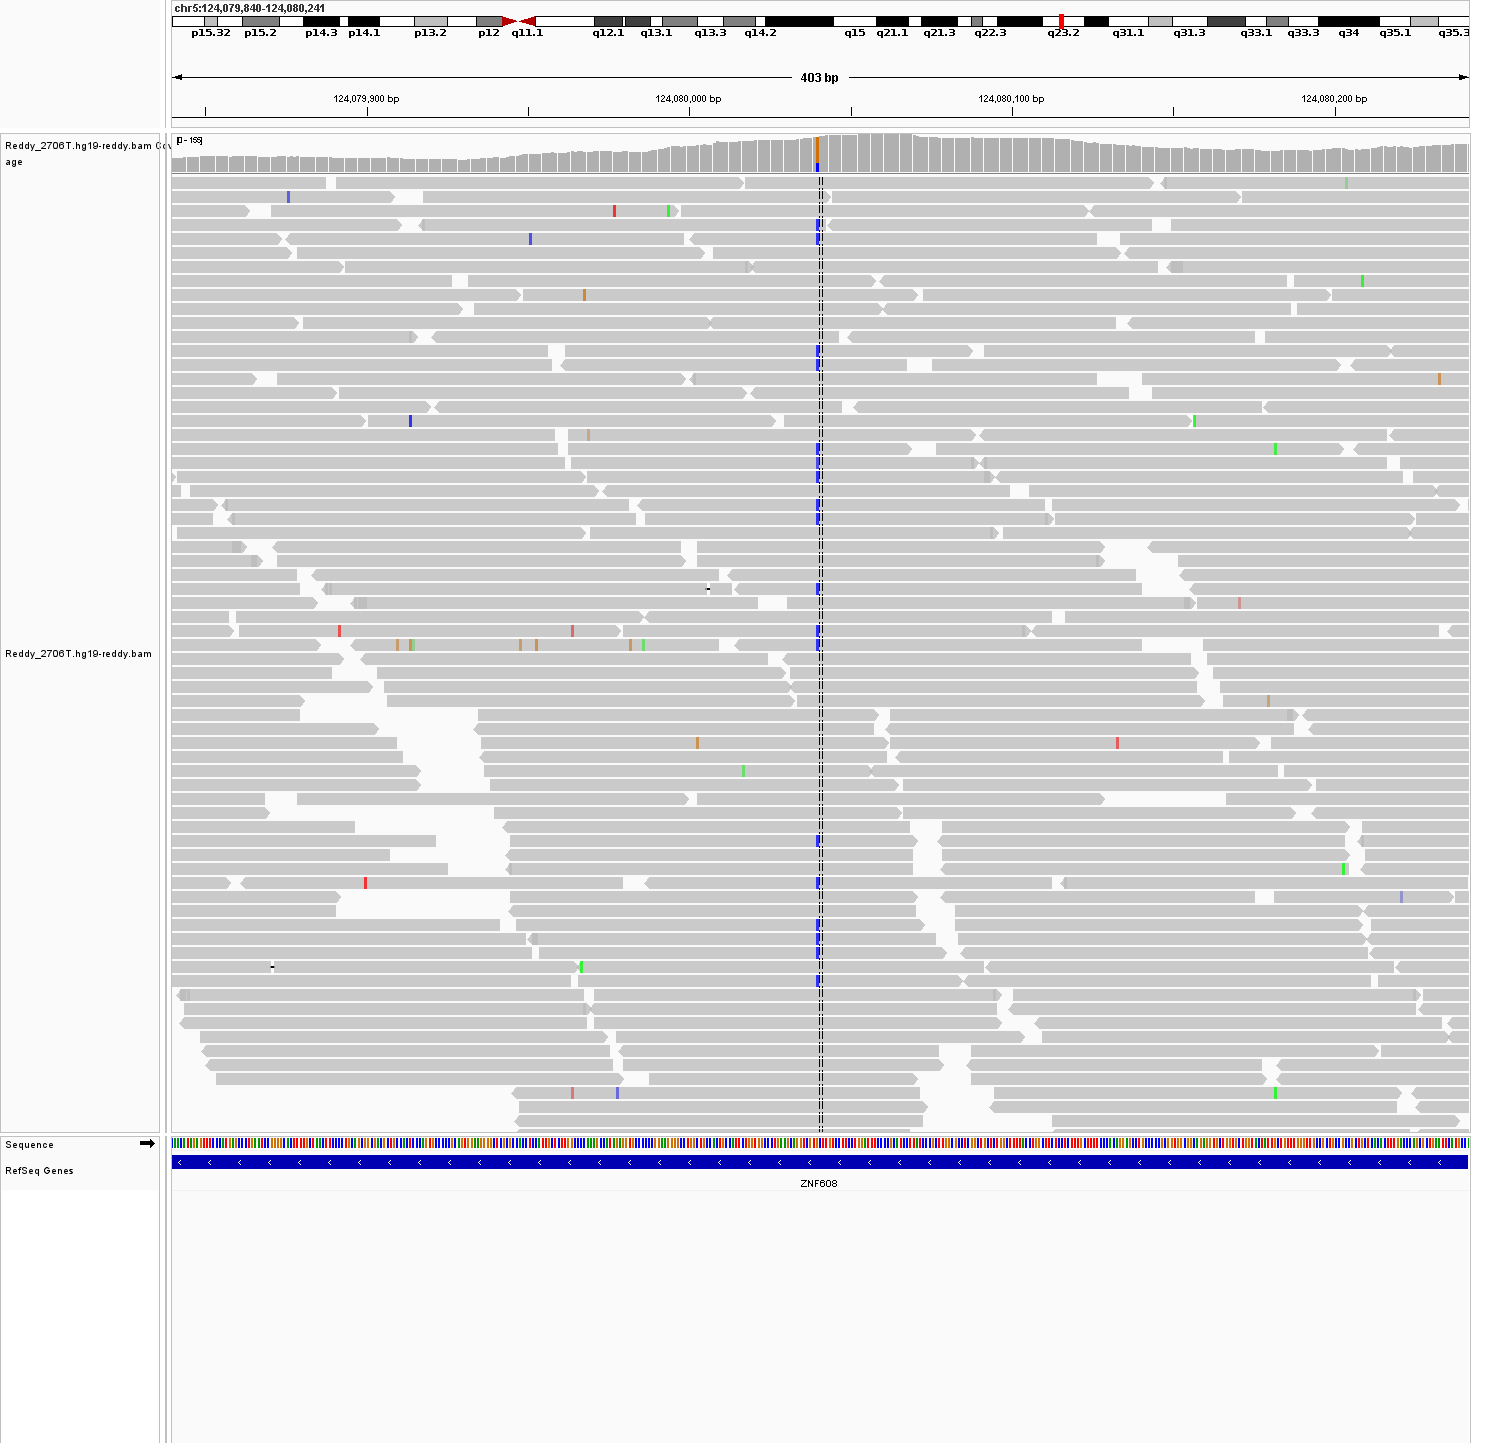 chr5:124,079,840-124,080,241
p15.32 p15.2 p14.3 p14.1 p13.2 p12 q11.1 q12.1 q13.1 q13.3 q14.2 q15 q21.1 q21.3 q22.3 q23.2 q31.1 q31.3 q33.1 q33.3 q34 q35.1 q35.3
403 bp
124,079,900 bp 124,080,000 bp 124,080,100 bp 124,080,200 bp
Reddy_2706T.hg19-reddy.bam Cov
age
[0 - 155]
Reddy_2706T.hg19-reddy.bam
Sequence
RefSeq Genes
ZNF608